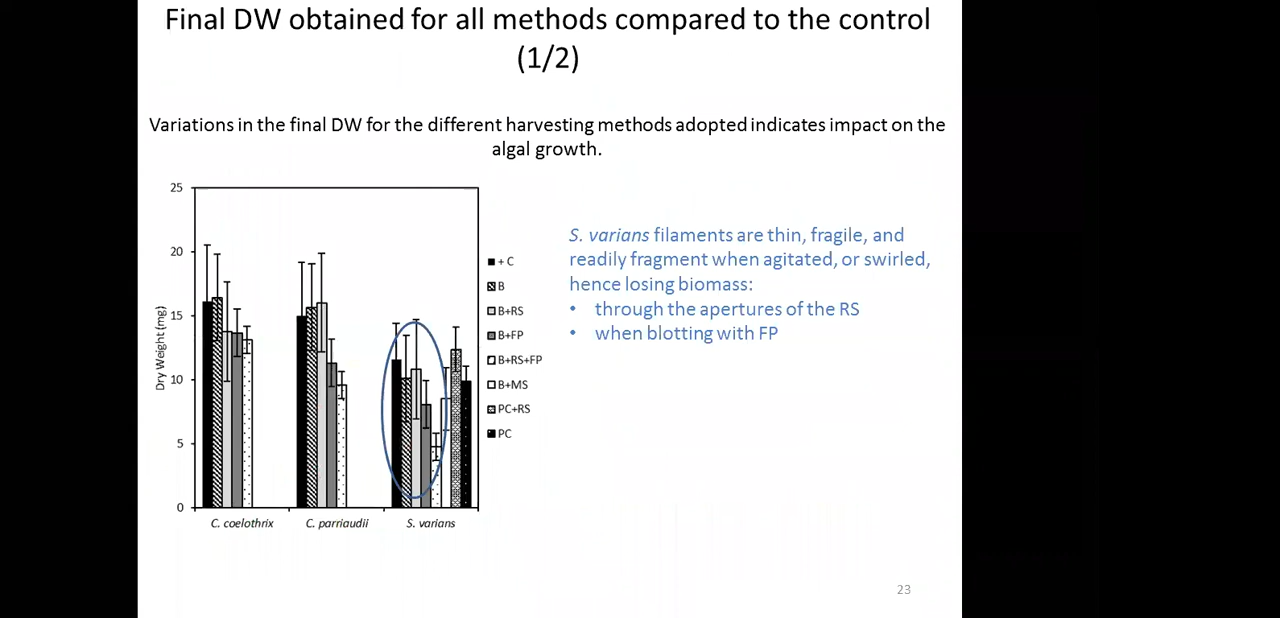 Final DW obtained for all methods compared to the control
(1/2)
Variations in the final DW for the different harvesting methods adopted indicates impact on the
algal growth.
25
20
15
10
5
0
Dry Weight (mg)
C. coelothrix
C. parriaudii
S. varians
+ C
B
B+RS
B+FP
B+RS+FP
B+MS
PC+RS
PC
S. varians filaments are thin, fragile, and
readily fragment when agitated, or swirled,
hence losing biomass:
• through the apertures of the RS
• when blotting with FP
23